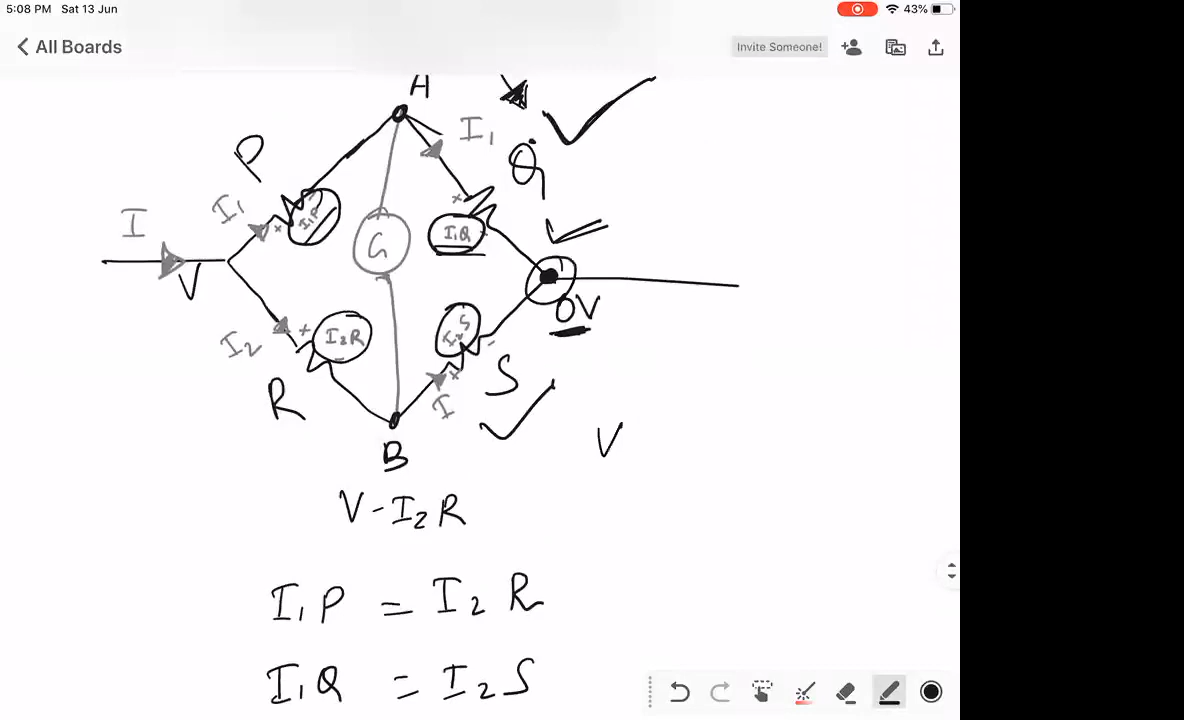 5:08 PM Sat 13 Jun
43%
All Boards
Invite Someone!
A
I₁
P
Q
I₁
I₁P
I
I₁Q
G
V
0V
I₂
I₂R
I₂S
S
R
I
V
B
V - I₂R
I₁P = I₂R
I₁Q = I₂S